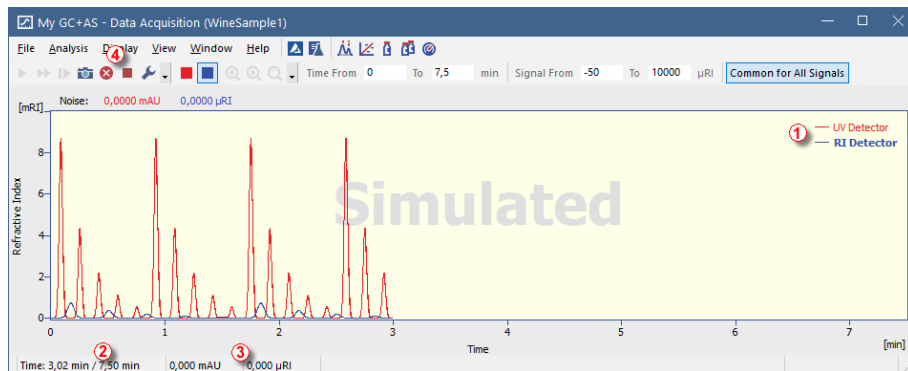 My GC+AS - Data Acquisition (WineSample1)
File Analysis Display View Window Help
4
Time From 0 To 7,5 min Signal From -50 To 10000 µRI Common for All Signals
[mRI] Noise: 0,0000 mAU 0,0000 µRI
1 UV Detector
RI Detector
8
6
4
2
0
Refractive Index
Simulated
0 1 2 3 4 5 6 7
Time [min]
2 3
Time: 3,02 min / 7,50 min 0,000 mAU 0,000 µRI